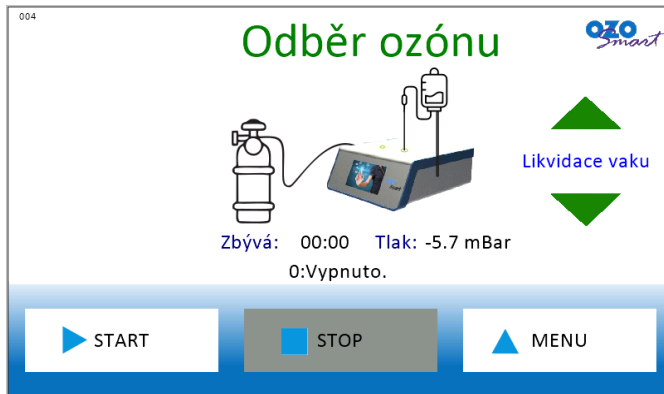 004
Odběr ozónu
OZO
Smart
Likvidace vaku
Zbývá: 00:00 Tlak: -5.7 mBar
0:Vypnuto.
START
STOP
MENU